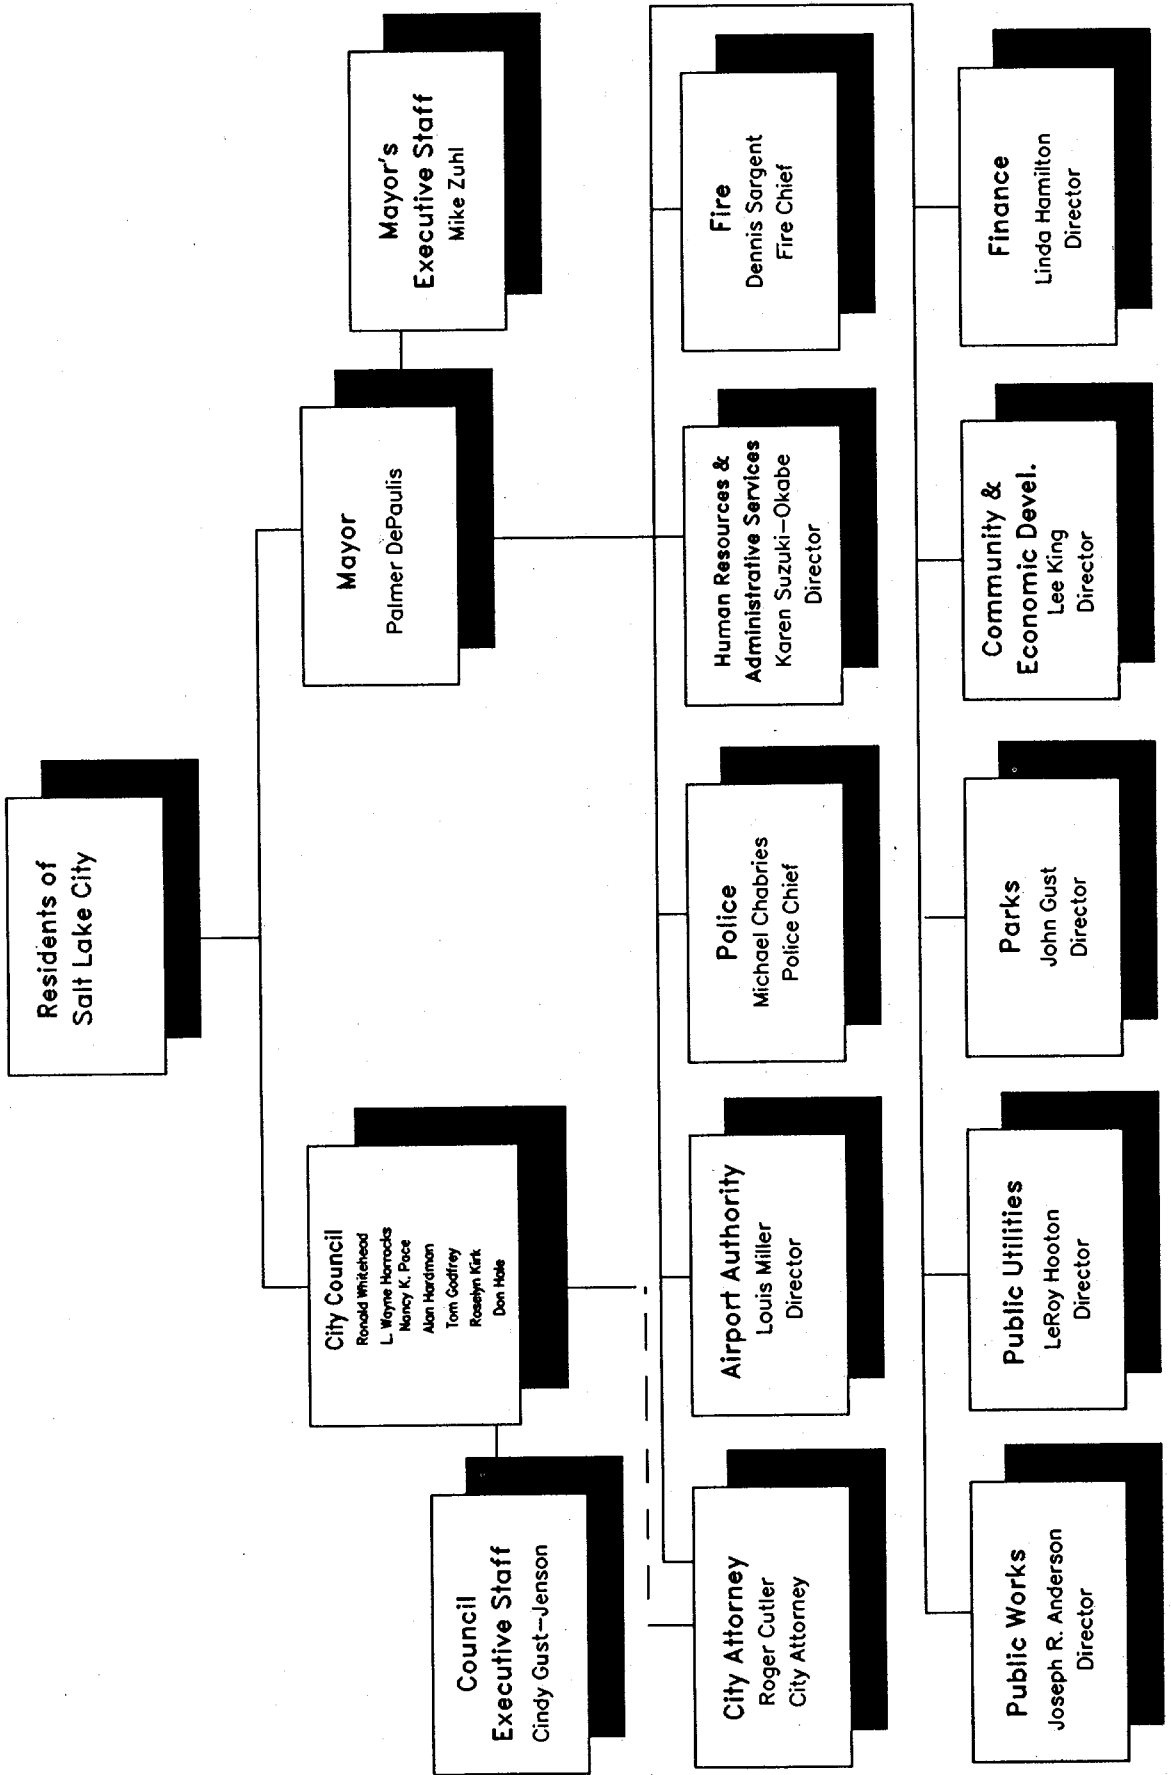 Residents of
Salt Lake City
City Council
Ronald Whitehead
L. Wayne Horrocks
Nancy K. Pace
Alan Hardman
Tom Godfrey
Roselyn Kirk
Don Hale
Mayor
Palmer DePaulis
Council
Executive Staff
Cindy Gust-Jenson
Mayor's
Executive Staff
Mike Zuhl
City Attorney
Roger Cutler
City Attorney
Airport Authority
Louis Miller
Director
Police
Michael Chabries
Police Chief
Human Resources &
Administrative Services
Karen Suzuki-Okabe
Director
Fire
Dennis Sargent
Fire Chief
Public Works
Joseph R. Anderson
Director
Public Utilities
LeRoy Hooton
Director
Parks
John Gust
Director
Community &
Economic Devel.
Lee King
Director
Finance
Linda Hamilton
Director